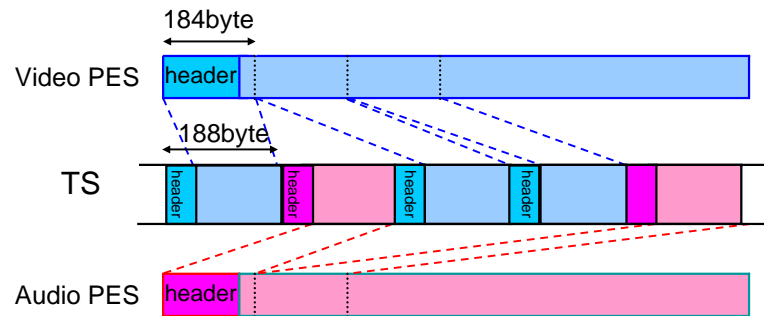 184byte
Video PES
header
188byte
TS
header
header
header
header
Audio PES
header